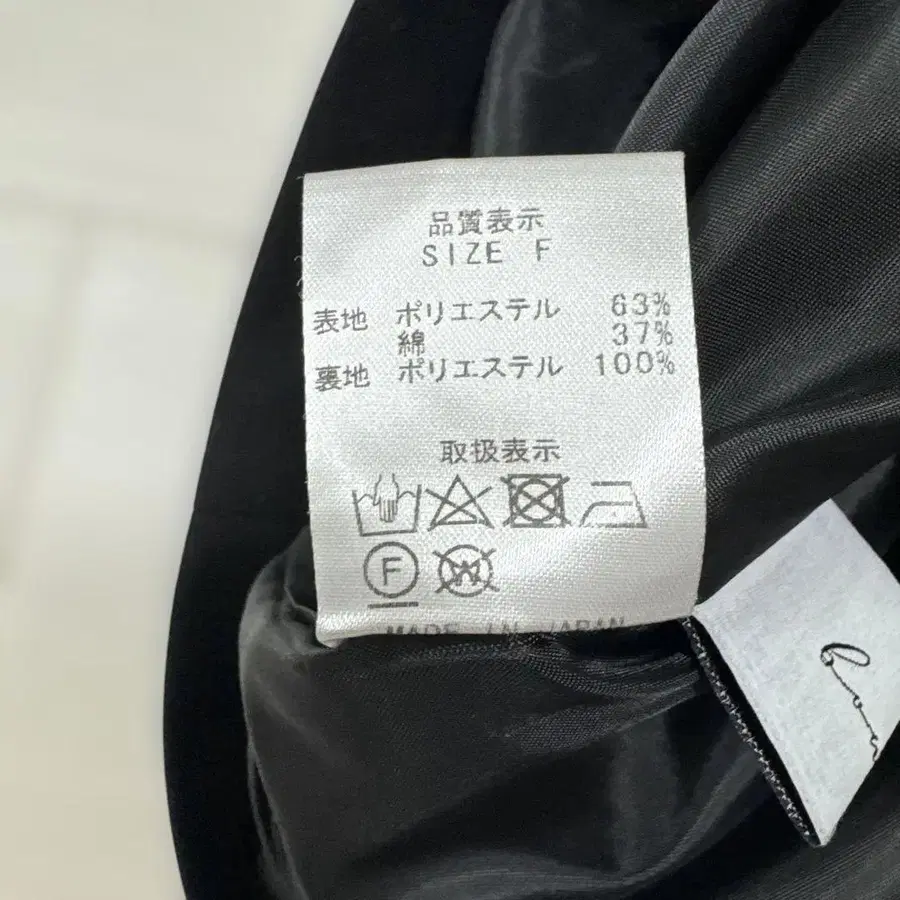 品質表示
SIZE F
表地 ポリエステル 63%
綿 37%
裏地 ポリエステル 100%
取扱表示
F W
MADE IN JAPAN